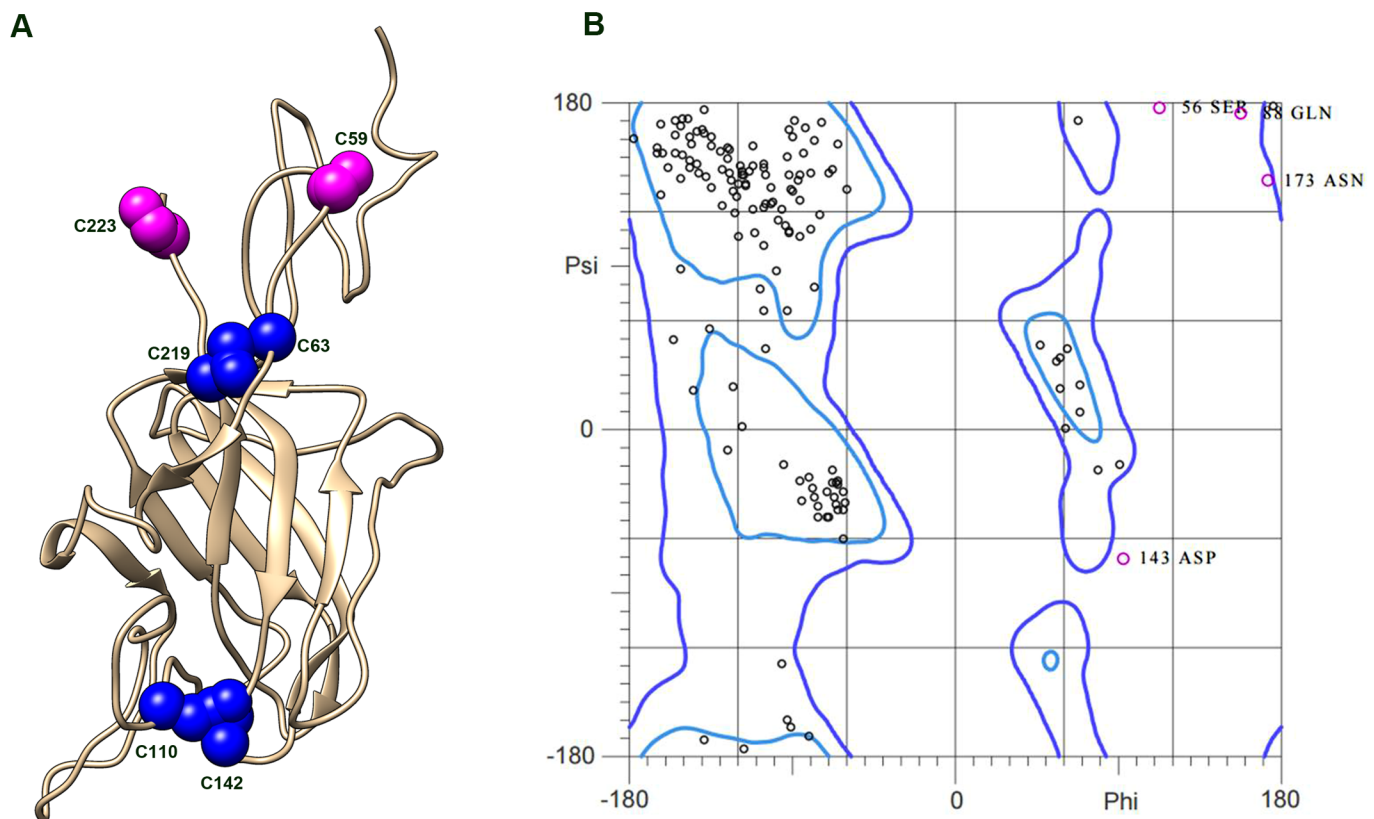 A
B
C59
C223
C219
C63
C110
C142
180
56 SER
88 GLN
173 ASN
Psi
0
143 ASP
-180
-180
0
Phi
180